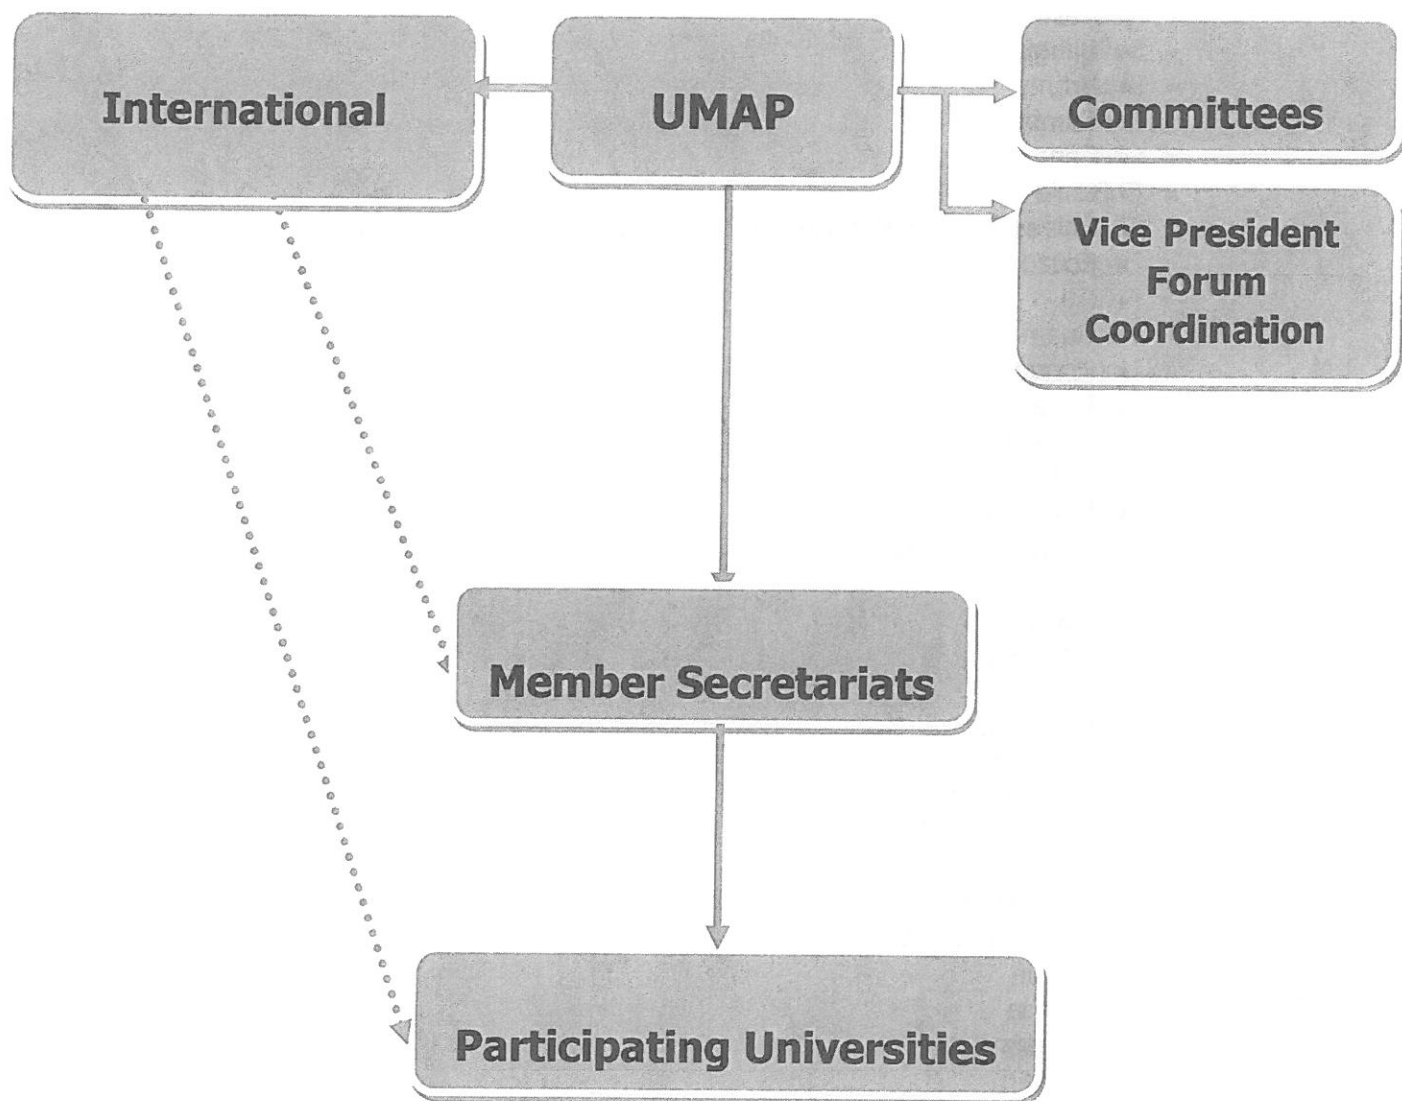 International
UMAP
Committees
Vice President
Forum
Coordination
Member Secretariats
Participating Universities